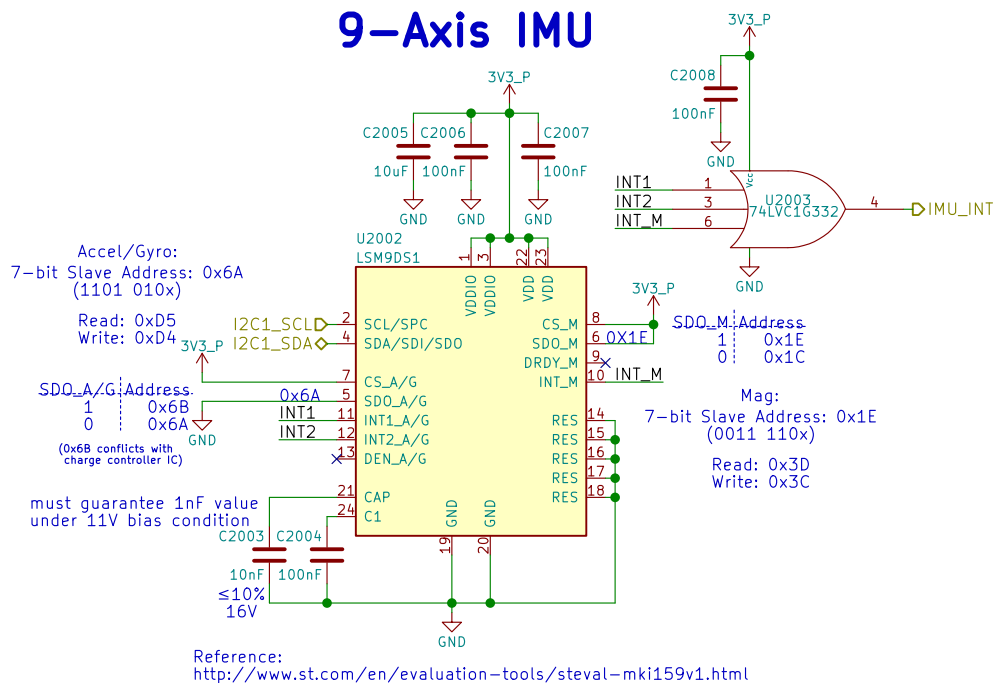 9-Axis IMU
3V3_P
C2008
100nF
GND
3V3_P
C2005
10uF
GND
C2006
100nF
GND
C2007
100nF
GND
INT1
INT2
INT_M
1
3
6
Vcc
U2003
74LVC1G332
4
IMU_INT
GND
Accel/Gyro:
7-bit Slave Address: 0x6A
(1101 010x)
Read: 0xD5
Write: 0xD4
U2002
LSM9DS1
1
3
22
23
VDDIO
VDDIO
VDD
VDD
I2C1_SCL
2
SCL/SPC
I2C1_SDA
4
SDA/SDI/SDO
3V3_P
7
CS_A/G
0x6A
5
SDO_A/G
GND
INT1
11
INT1_A/G
INT2
12
INT2_A/G
13
DEN_A/G
21
CAP
24
C1
CS_M
8
SDO_M
6
0X1E
DRDY_M
9
INT_M
10
INT_M
3V3_P
RES
14
RES
15
RES
16
RES
17
RES
18
GND
GND
19
20
SDO_A/G Address
1 0x6B
0 0x6A
(0x6B conflicts with
charge controller IC)
SDO_M Address
1 0x1E
0 0x1C
Mag:
7-bit Slave Address: 0x1E
(0011 110x)
Read: 0x3D
Write: 0x3C
must guarantee 1nF value
under 11V bias condition
C2003
10nF
≤10%
16V
C2004
100nF
GND
Reference:
http://www.st.com/en/evaluation-tools/steval-mki159v1.html